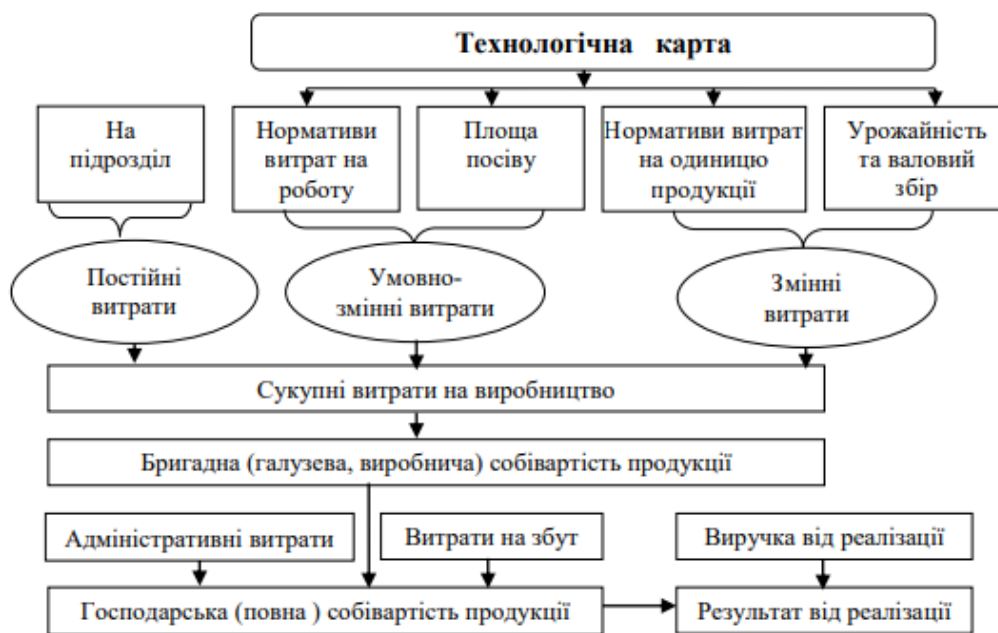 Технологічна карта
На
підрозділ
Нормативи
витрат на
роботу
Площа
посіву
Нормативи витрат
на одиницю
продукції
Урожайність
та валовий
збір
Постійні
витрати
Умовно-
змінні витрати
Змінні
витрати
Сукупні витрати на виробництво
Бригадна (галузева, виробнича) собівартість продукції
Адміністративні витрати
Витрати на збут
Виручка від реалізації
Господарська (повна ) собівартість продукції
Результат від реалізації